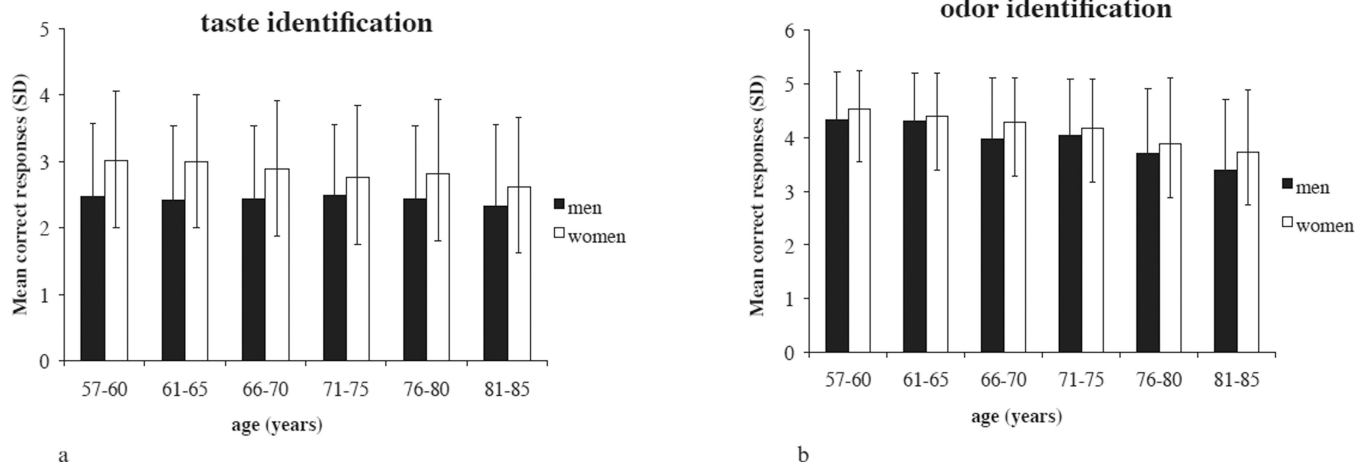 taste identification
Mean correct responses (SD)
5
4
3
2
1
0
57-60 61-65 66-70 71-75 76-80 81-85
age (years)
men
women
a
odor identification
Mean correct responses (SD)
6
5
4
3
2
1
0
57-60 61-65 66-70 71-75 76-80 81-85
age (years)
men
women
b